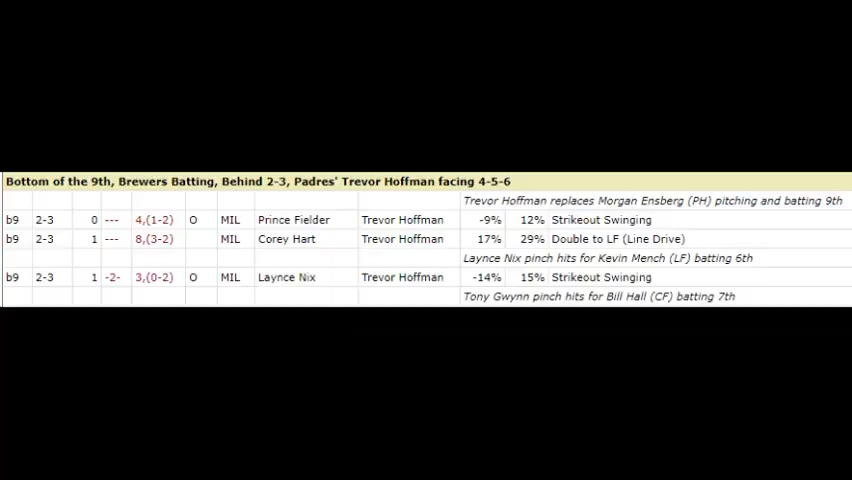 Bottom of the 9th, Brewers Batting, Behind 2-3, Padres' Trevor Hoffman facing 4-5-6
Trevor Hoffman replaces Morgan Ensberg (PH) pitching and batting 9th
b9 2-3 0 --- 4,(1-2) O MIL Prince Fielder Trevor Hoffman -9% 12% Strikeout Swinging
b9 2-3 1 --- 8,(3-2) MIL Corey Hart Trevor Hoffman 17% 29% Double to LF (Line Drive)
Laynce Nix pinch hits for Kevin Mench (LF) batting 6th
b9 2-3 1 -2- 3,(0-2) O MIL Laynce Nix Trevor Hoffman -14% 15% Strikeout Swinging
Tony Gwynn pinch hits for Bill Hall (CF) batting 7th